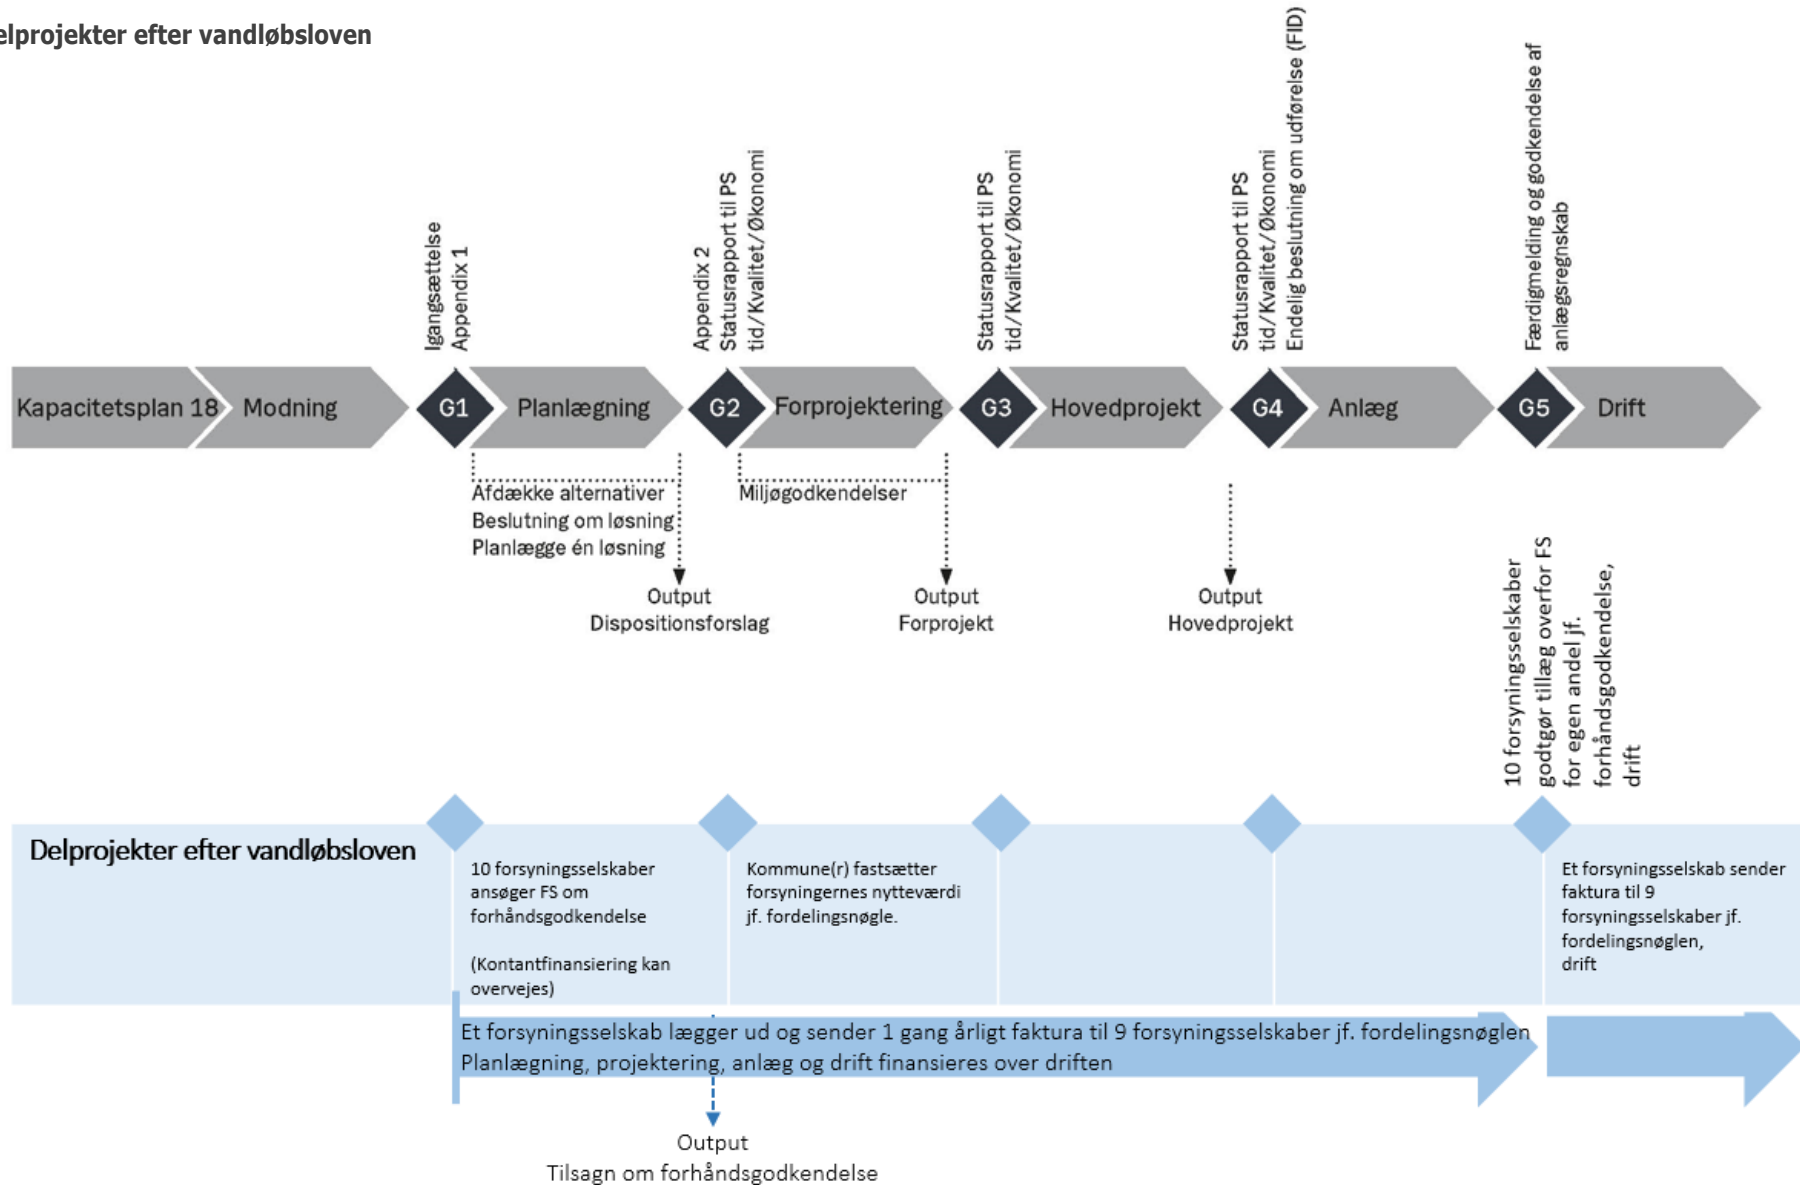 elprojekter efter vandløbsloven
Igangsættelse
Appendix 1
Appendix 2
Statusrapport til PS
tid/Kvalitet/Økonomi
Statusrapport til PS
tid/Kvalitet/Økonomi
Statusrapport til PS
tid/Kvalitet/Økonomi
Endelig beslutning om udførelse (FID)
Færdigmelding og godkendelse af
anlægsregnskab
Kapacitetsplan 18
Modning
G1
Planlægning
G2
Forprojektering
G3
Hovedprojekt
G4
Anlæg
G5
Drift
Afdække alternativer
Beslutning om løsning
Planlægge én løsning
Miljøgodkendelser
Output
Dispositionsforslag
Output
Forprojekt
Output
Hovedprojekt
10 forsyningsselskaber
godtgør tillæg overfor FS
for egen andel jf.
forhåndsgodkendelse,
drift
Delprojekter efter vandløbsloven
10 forsyningsselskaber
ansøger FS om
forhåndsgodkendelse
(Kontantfinansiering kan
overvejes)
Kommune(r) fastsætter
forsyningernes nytteværdi
jf. fordelingsnøgle.
Et forsyningsselskab sender
faktura til 9
forsyningsselskaber jf.
fordelingsnøglen,
drift
Et forsyningsselskab lægger ud og sender 1 gang årligt faktura til 9 forsyningsselskaber jf. fordelingsnøglen
Planlægning, projektering, anlæg og drift finansieres over driften
Output
Tilsagn om forhåndsgodkendelse